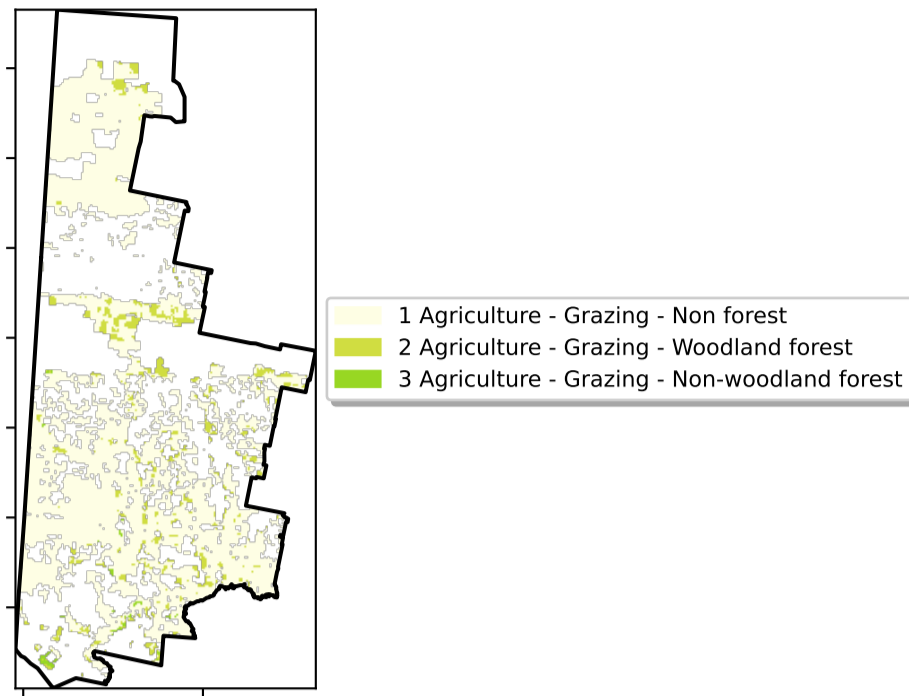 1 Agriculture - Grazing - Non forest
2 Agriculture - Grazing - Woodland forest
3 Agriculture - Grazing - Non-woodland forest